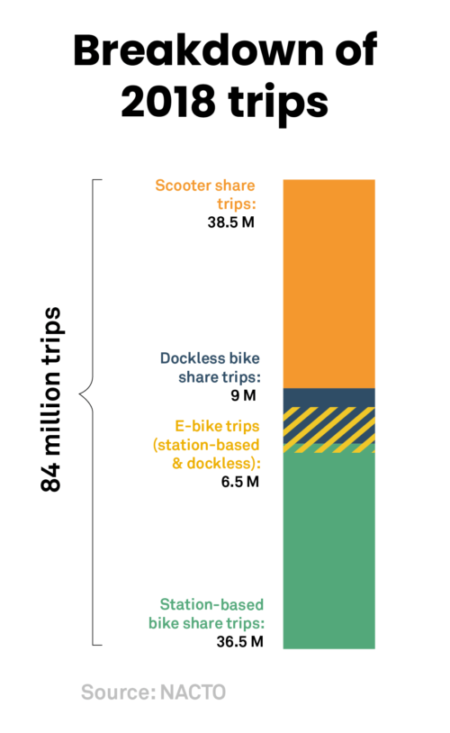 Breakdown of
2018 trips
84 million trips
Scooter share
trips:
38.5 M
Dockless bike
share trips:
9 M
E-bike trips
(station-based
& dockless):
6.5 M
Station-based
bike share trips:
36.5 M
Source: NACTO